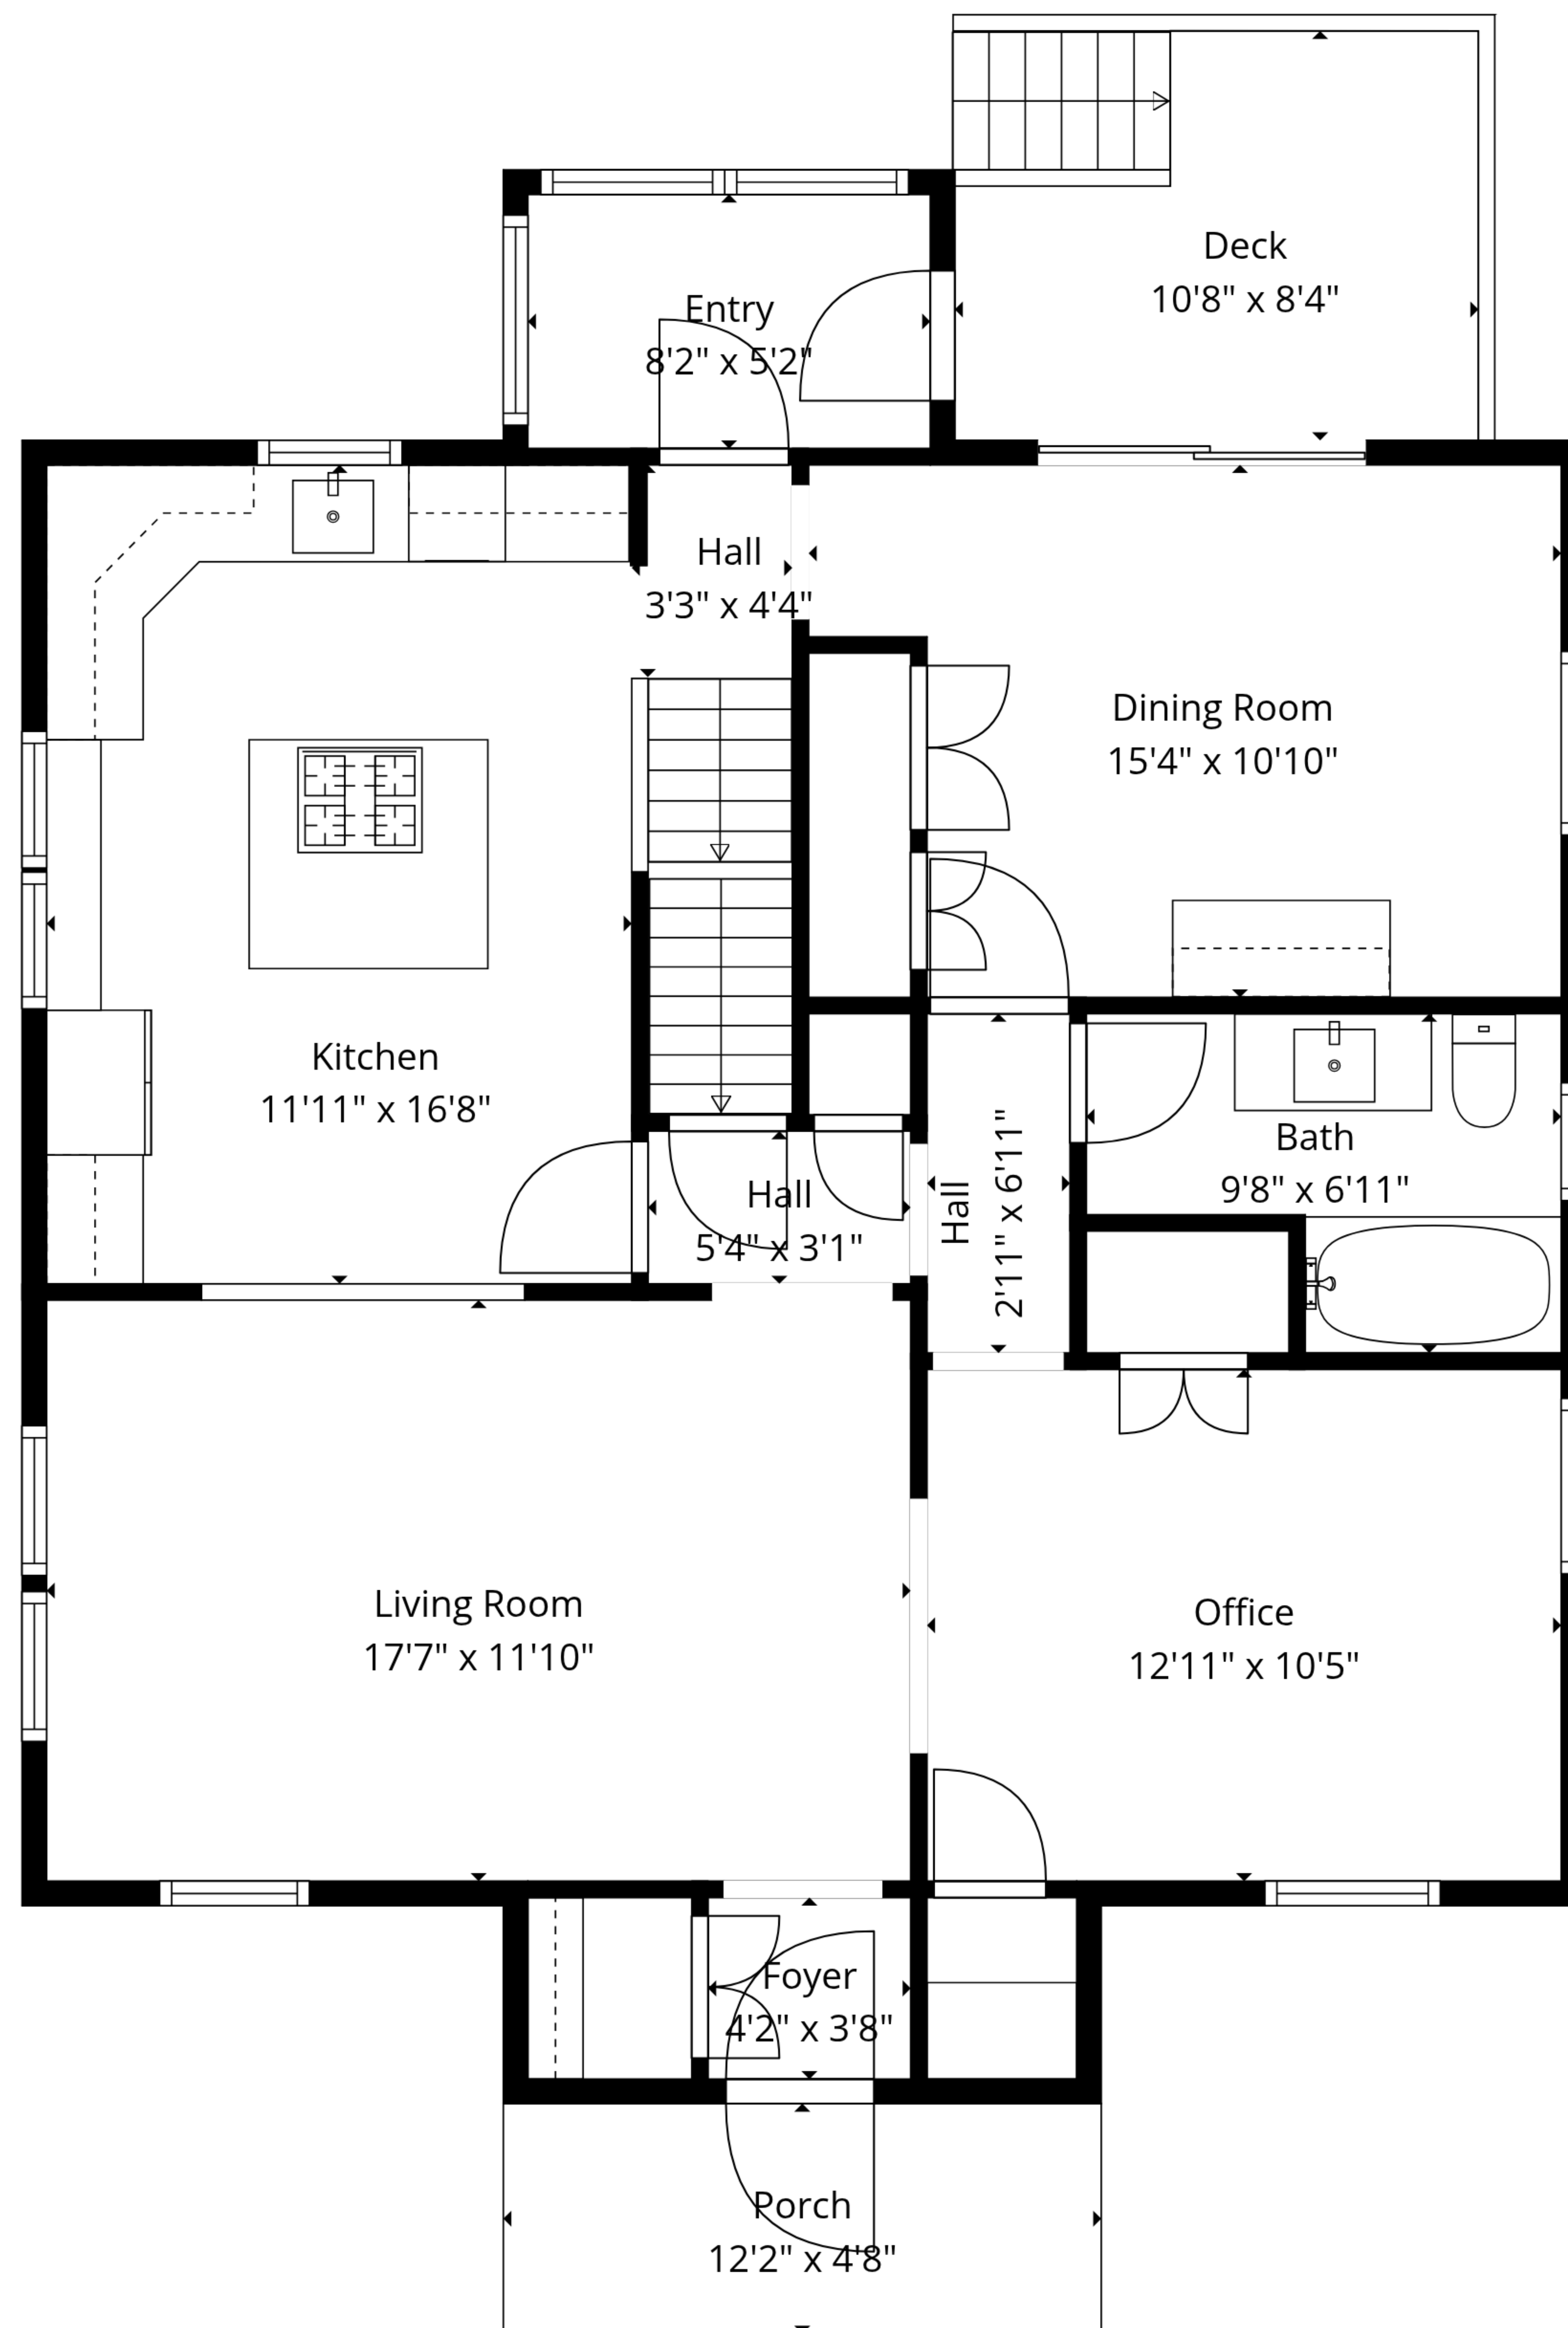 Deck
10'8" x 8'4"
Entry
8'2" x 5'2"
Hall
3'3" x 4'4"
Dining Room
15'4" x 10'10"
Kitchen
11'11" x 16'8"
Bath
9'8" x 6'11"
Hall
5'4" x 3'1"
Hall
2'11" x 6'11"
Living Room
17'7" x 11'10"
Office
12'11" x 10'5"
Foyer
4'2" x 3'8"
Porch
12'2" x 4'8"